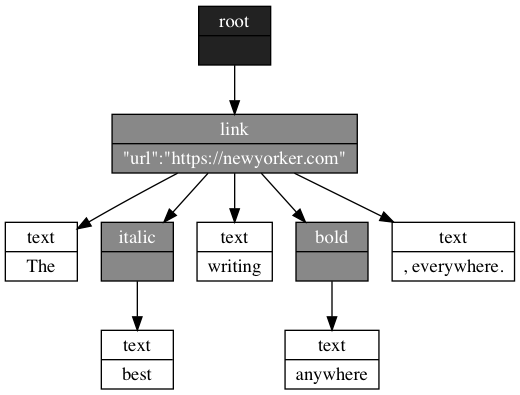 root
link
"url":"https://newyorker.com"
text
The
italic
text
writing
bold
text
, everywhere.
text
best
text
anywhere